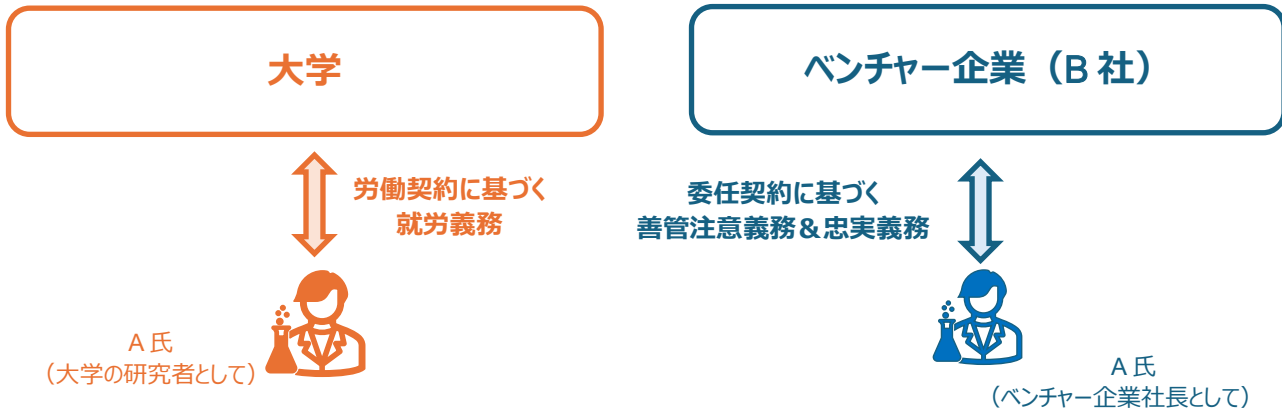 大学
ベンチャー企業（B 社）
労働契約に基づく
就労義務
委任契約に基づく
善管注意義務＆忠実義務
A 氏
（大学の研究者として）
A 氏
（ベンチャー企業社長として）